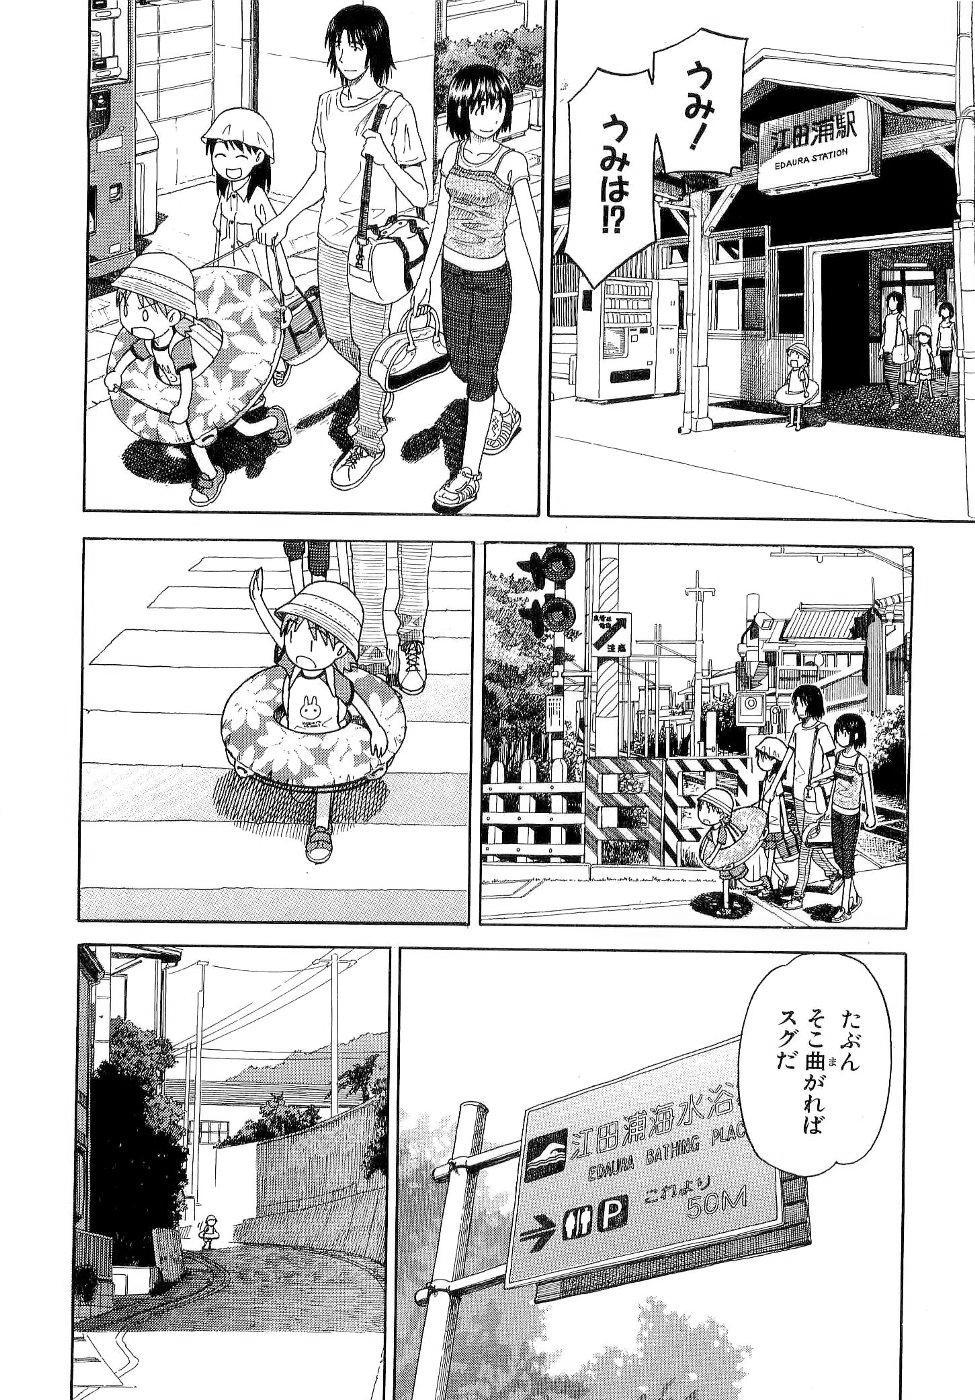 うみ！
うみは!?
江田浦駅
EDAURA STATION
注意
たぶん
そこ曲がれば
ま
スグだ
江田浦海水浴
EDAURA BATHING PLAC
これより
P
50M